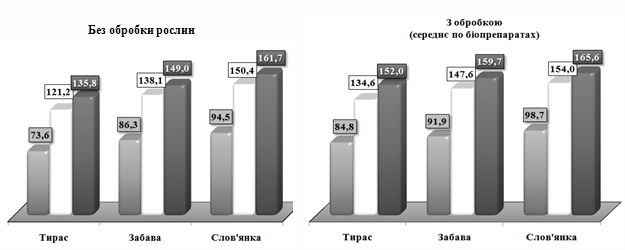 Без обробки рослин
73,6
121,2
135,8
86,3
138,1
149,0
94,5
150,4
161,7
Тирас
Забава
Слов'янка
З обробкою
(середнє по біопрепаратах)
84,8
134,6
152,0
91,9
147,6
159,7
98,7
154,0
165,6
Тирас
Забава
Слов'янка